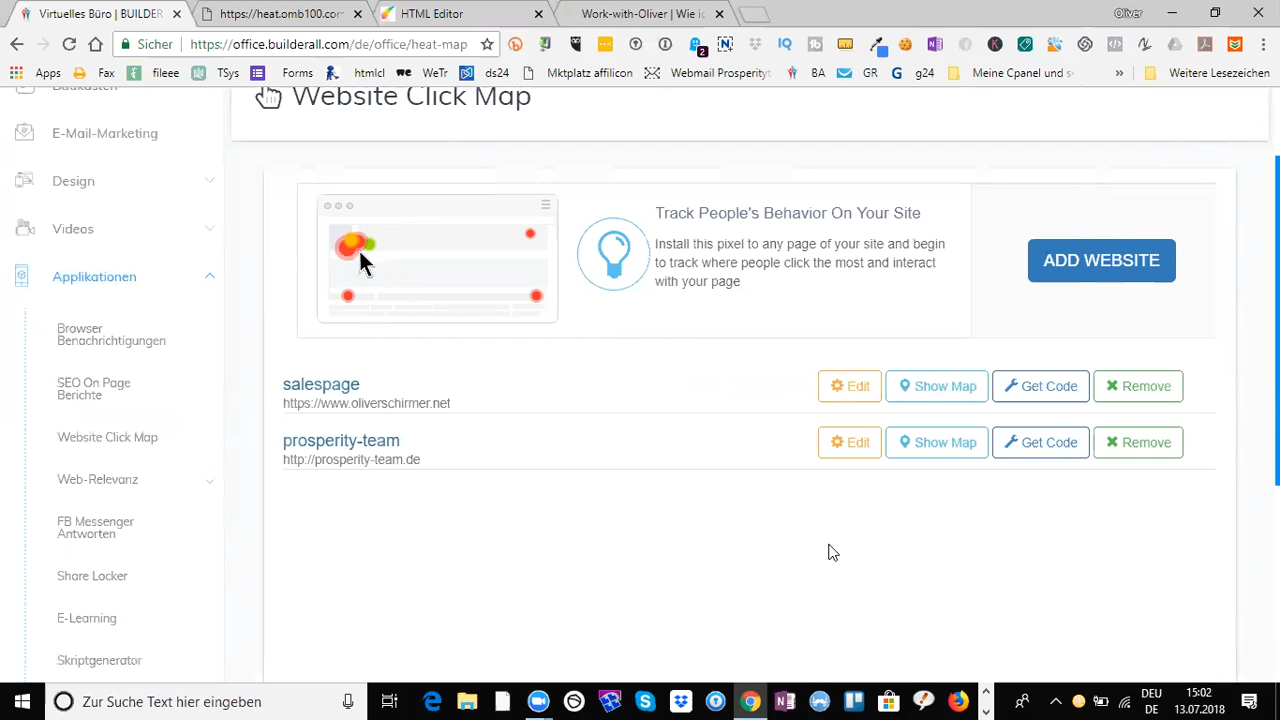 Virtuelles Büro | BUILDER
https://heat.omb100.com
HTML Editor
Work-with-Oliver | Wie ic
Oliver
Sicher
https://office.builderall.com/de/office/heat-map
2
Apps
Fax
fileee
TSys
Forms
htmlcl
WeTr
ds24
Mktplatz affilicon
Webmail Prosperity
BA
GR
g24
Meine Cpanel und s
Weitere Lesezeichen
Baukasten
E-Mail-Marketing
Design
Videos
Applikationen
Browser
Benachrichtigungen
SEO On Page
Berichte
Website Click Map
Web-Relevanz
FB Messenger
Antworten
Share Locker
E-Learning
Skriptgenerator
Website Click Map
Track People's Behavior On Your Site
Install this pixel to any page of your site and begin
to track where people click the most and interact
with your page
ADD WEBSITE
salespage
https://www.oliverschirmer.net
Edit
Show Map
Get Code
Remove
prosperity-team
http://prosperity-team.de
Edit
Show Map
Get Code
Remove
Zur Suche Text hier eingeben
DEU
DE
15:02
13.07.2018